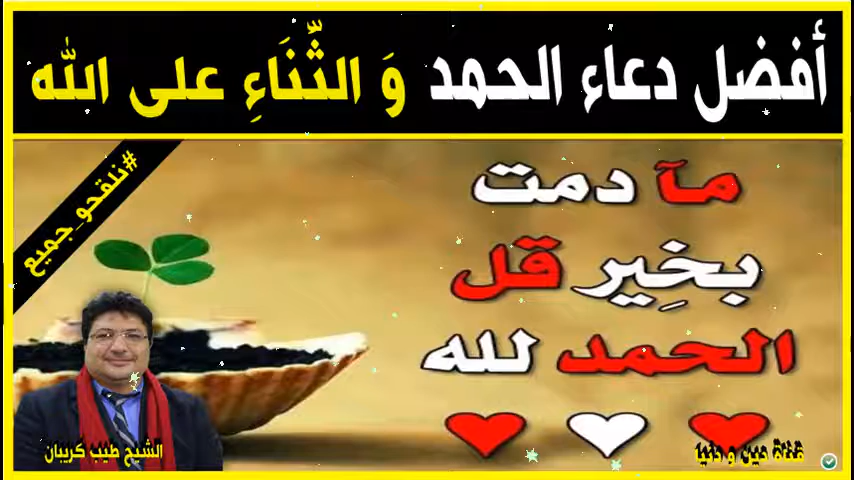 أفضل دعاء الحمد وَ الثِّنَاءِ على الله
#نلقحو_جميع
مآ دمت
بخِير قل
الحمد لله
الشيخ طيب كريبان
قناة دين و دنيا